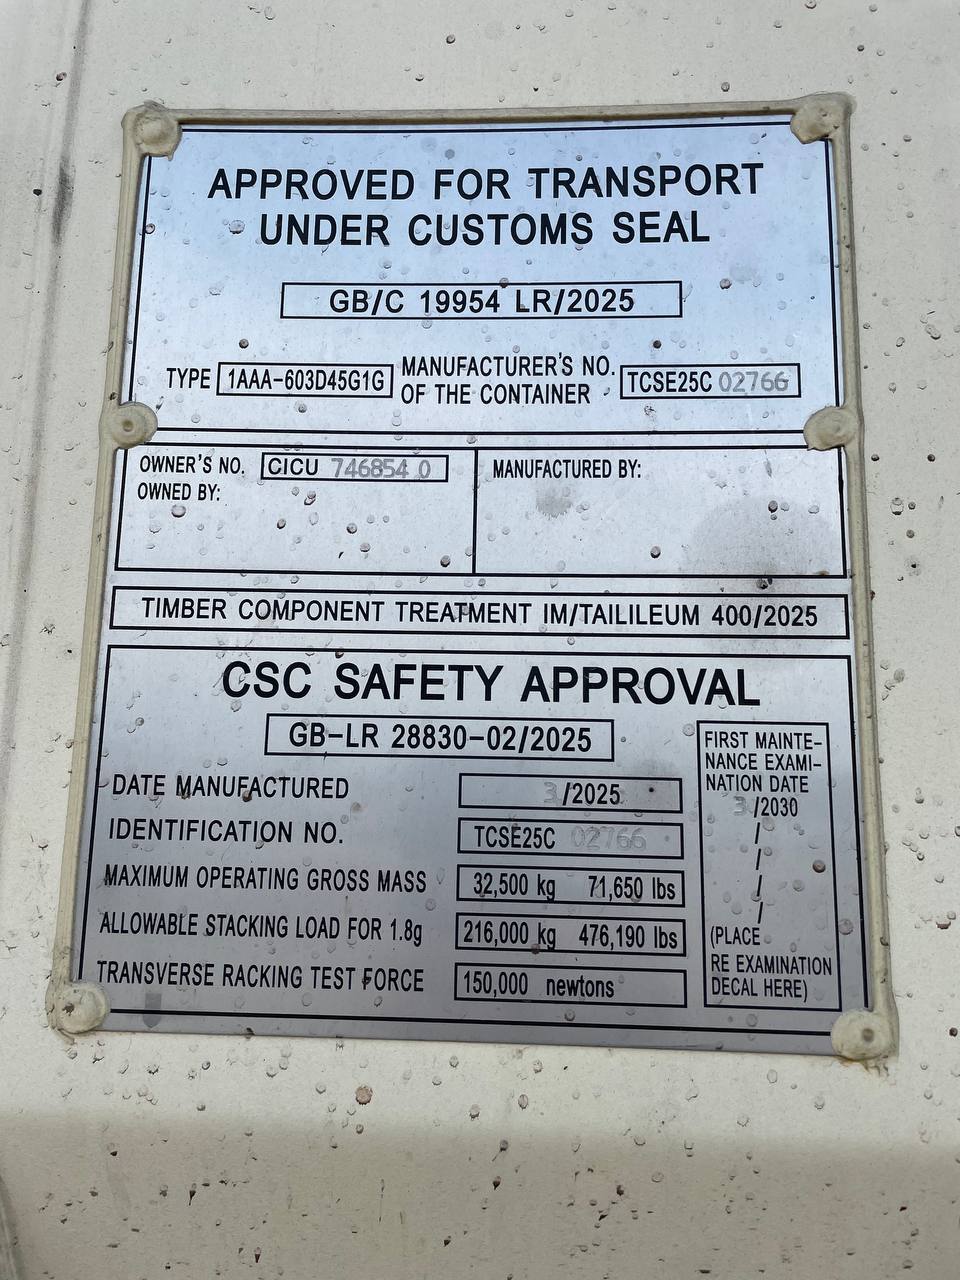 APPROVED FOR TRANSPORT
UNDER CUSTOMS SEAL
GB/C 19954 LR/2025
TYPE 1AAA-603D45G1G MANUFACTURER'S NO. OF THE CONTAINER TCSE25C 02766
OWNER'S NO. CICU 746854 0
OWNED BY:
MANUFACTURED BY:
TIMBER COMPONENT TREATMENT IM/TAILILEUM 400/2025
CSC SAFETY APPROVAL
GB-LR 28830-02/2025
DATE MANUFACTURED 3/2025
IDENTIFICATION NO. TCSE25C 02766
MAXIMUM OPERATING GROSS MASS 32,500 kg 71,650 lbs
ALLOWABLE STACKING LOAD FOR 1.8g 216,000 kg 476,190 lbs
TRANSVERSE RACKING TEST FORCE 150,000 newtons
FIRST MAINTE-
NANCE EXAMI-
NATION DATE
3/2030
/
/
/
/
(PLACE
RE EXAMINATION
DECAL HERE)